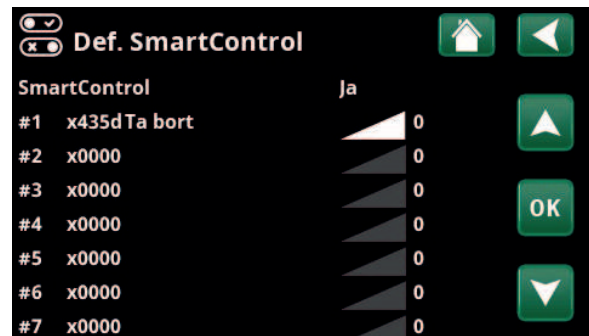 Def. SmartControl
SmartControl Ja
#1 x435d Ta bort 0
#2 x0000 0
#3 x0000 0
#4 x0000 0
OK
#5 x0000 0
#6 x0000 0
#7 x0000 0